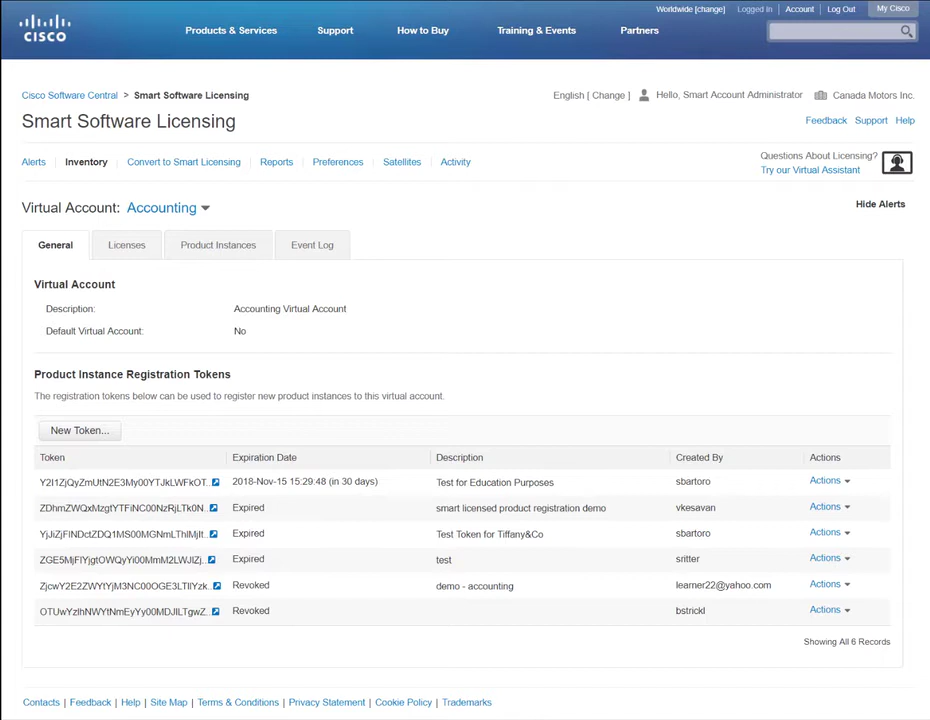 Worldwide [change] Logged In Account Log Out My Cisco
CISCO
Products & Services Support How to Buy Training & Events Partners
Cisco Software Central > Smart Software Licensing
English [ Change ] Hello, Smart Account Administrator Canada Motors Inc.
Smart Software Licensing
Feedback Support Help
Alerts Inventory Convert to Smart Licensing Reports Preferences Satellites Activity
Questions About Licensing?
Try our Virtual Assistant
Virtual Account: Accounting
Hide Alerts
General Licenses Product Instances Event Log
Virtual Account
Description: Accounting Virtual Account
Default Virtual Account: No
Product Instance Registration Tokens
The registration tokens below can be used to register new product instances to this virtual account.
New Token...
Token Expiration Date Description Created By Actions
2018-Nov-15 15:29:48 (in 30 days) Test for Education Purposes sbartoro Actions
Expired smart licensed product registration demo vkesavan Actions
Expired Test Token for Tiffany&Co sbartoro Actions
Expired test sritter Actions
Revoked demo - accounting learner22@yahoo.com Actions
Revoked bstrickl Actions
Showing All 6 Records
Contacts | Feedback | Help | Site Map | Terms & Conditions | Privacy Statement | Cookie Policy | Trademarks